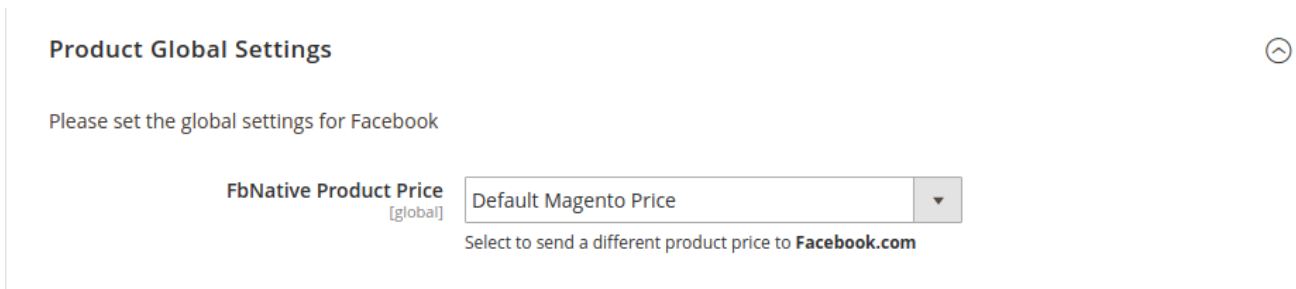 Product Global Settings
Please set the global settings for Facebook
FbNative Product Price
[global]
Default Magento Price
Select to send a different product price to Facebook.com